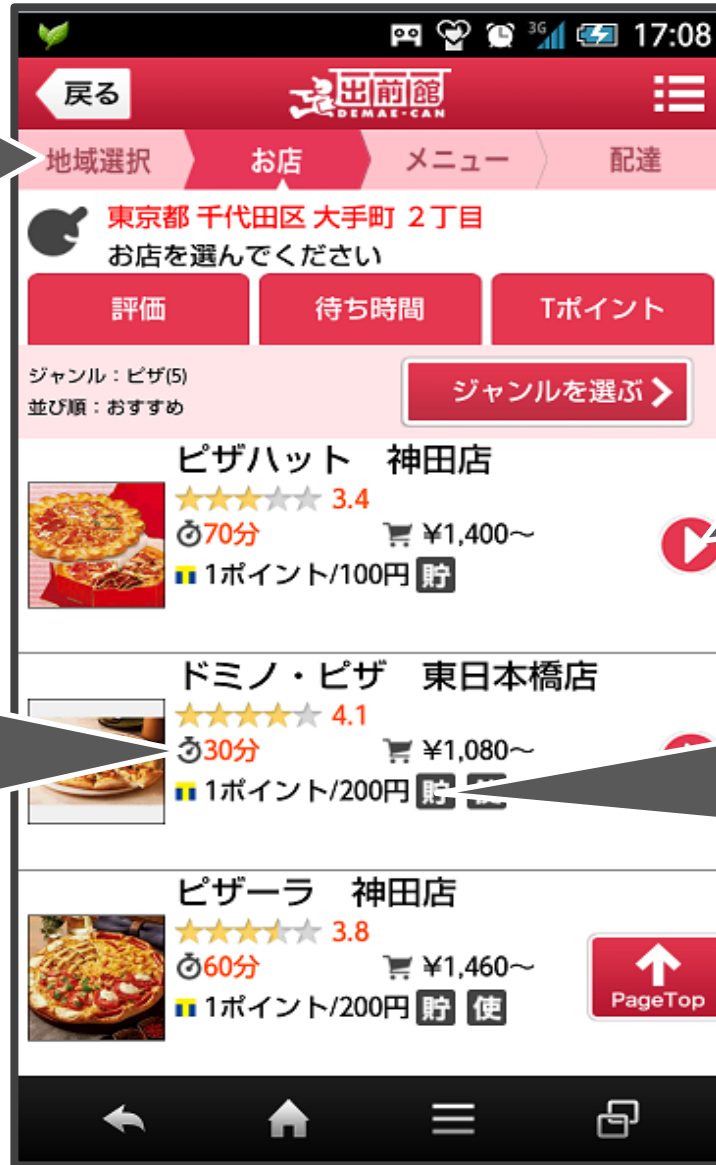 3G 17:08
戻る
出前館
DEMAE-CAN
地域選択 お店 メニュー 配達
東京都 千代田区 大手町 2丁目
お店を選んでください
評価 待ち時間 Tポイント
ジャンル：ピザ(5)
並び順：おすすめ
ジャンルを選ぶ
ピザハット 神田店
3.4
70分 ¥1,400～
1ポイント/100円 貯
ドミノ・ピザ 東日本橋店
4.1
30分 ¥1,080～
1ポイント/200円 貯
ピザーラ 神田店
3.8
60分 ¥1,460～
1ポイント/200円 貯 使
PageTop